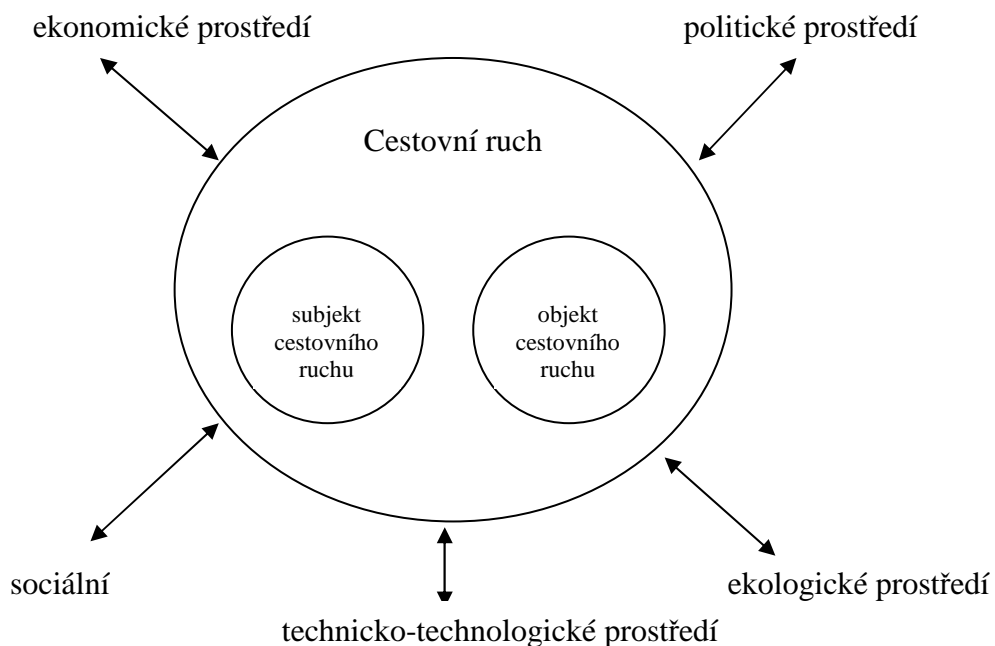 ekonomické prostředí
politické prostředí
Cestovní ruch
subjekt
cestovního
ruchu
objekt
cestovního
ruchu
sociální
ekologické prostředí
technicko-technologické prostředí